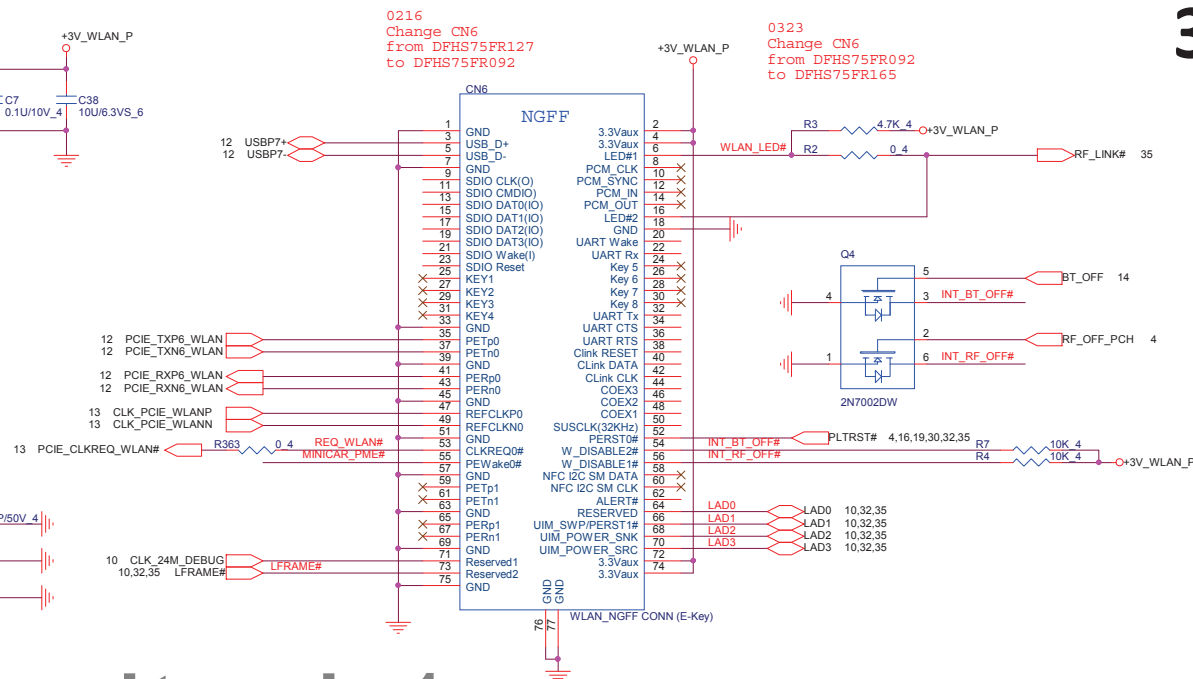 0216
Change CN6
from DFHS75FR127
to DFHS75FR092
0323
Change CN6
from DFHS75FR092
to DFHS75FR165
3
+3V_WLAN_P
C7
0.1U/10V_4
C38
10U/6.3VS_6
+3V_WLAN_P
CN6
NGFF
WLAN_NGFF CONN (E-Key)
12 USBP7+
12 USBP7-
1 GND
3 USB_D+
5 USB_D-
7 GND
9 SDIO CLK(O)
11 SDIO CMDIO)
13 SDIO DAT0(IO)
15 SDIO DAT1(IO)
17 SDIO DAT2(IO)
19 SDIO DAT3(IO)
21 SDIO Wake(I)
23 SDIO Reset
25 KEY1
27 KEY2
29 KEY3
31 KEY4
33 GND
12 PCIE_TXP6_WLAN 35 PETp0
12 PCIE_TXN6_WLAN 37 PETn0
39 GND
12 PCIE_RXP6_WLAN 41 PERp0
12 PCIE_RXN6_WLAN 43 PERn0
45 GND
13 CLK_PCIE_WLANP 47 REFCLKP0
13 CLK_PCIE_WLANN 49 REFCLKN0
51 GND
13 PCIE_CLKREQ_WLAN# R363 0_4 REQ_WLAN# 53 CLKREQ0#
MINICAR_PME# 55 PEWake0#
57 GND
59 PETp1
61 PETn1
63 GND
65 PERp1
67 PERn1
69 GND
10 CLK_24M_DEBUG 71 Reserved1
10,32,35 LFRAME# LFRAME# 73 Reserved2
75 GND
3.3Vaux 2
3.3Vaux 4
LED#1 6 WLAN_LED#
PCM_CLK 8
PCM_SYNC 10
PCM_IN 12
PCM_OUT 14
LED#2 16
GND 18
UART Wake 20
UART Rx 22
Key 5 24
Key 6 26
Key 7 28
Key 8 30
UART Tx 32
UART CTS 34
UART RTS 36
Clink RESET 38
CLink DATA 40
CLink CLK 42
COEX3 44
COEX2 46
COEX1 48
SUSCLK(32KHz) 50
PERST0# 52 PLTRST# 4,16,19,30,32,35
W_DISABLE2# 54 INT_BT_OFF# R7 10K_4
W_DISABLE1# 56 INT_RF_OFF# R4 10K_4 +3V_WLAN_P
NFC I2C SM DATA 58
NFC I2C SM CLK 60
ALERT# 62
RESERVED 64 LAD0 LAD0 10,32,35
UIM_SWP/PERST1# 66 LAD1 LAD1 10,32,35
UIM_POWER_SNK 68 LAD2 LAD2 10,32,35
UIM_POWER_SRC 70 LAD3 LAD3 10,32,35
3.3Vaux 72
3.3Vaux 74
GND 76
GND 77
R3 4.7K_4 +3V_WLAN_P
R2 0_4 RF_LINK# 35
Q4
5 BT_OFF 14
4
3 INT_BT_OFF#
2 RF_OFF_PCH 4
1
6 INT_RF_OFF#
2N7002DW
P/50V_4